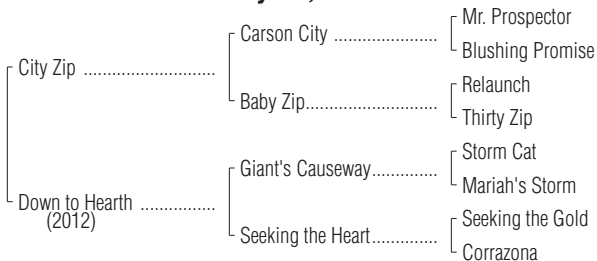 Mr. Prospector
Carson City ..................
Blushing Promise
City Zip ............................
Relaunch
Baby Zip.......................
Thirty Zip
Storm Cat
Giant's Causeway..............
Mariah's Storm
Down to Hearth ................
(2012)
Seeking the Gold
Seeking the Heart..............
Corrazona